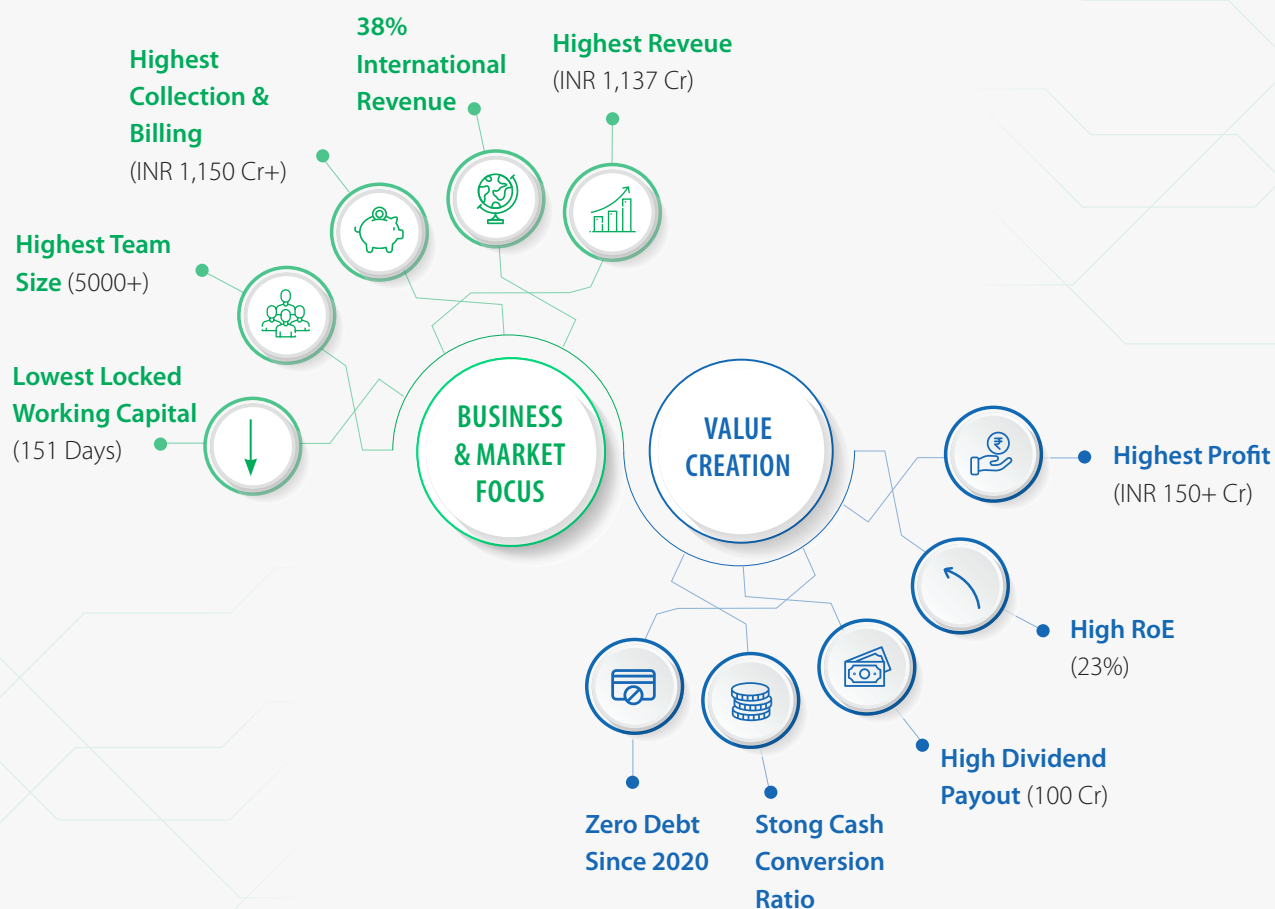 38%
International
Revenue
Highest Reveue
(INR 1,137 Cr)
Highest
Collection &
Billing
(INR 1,150 Cr+)
Highest Team
Size (5000+)
Lowest Locked
Working Capital
(151 Days)
BUSINESS
& MARKET
FOCUS
VALUE
CREATION
₹
Highest Profit
(INR 150+ Cr)
High RoE
(23%)
High Dividend
Payout (100 Cr)
Stong Cash
Conversion
Ratio
Zero Debt
Since 2020